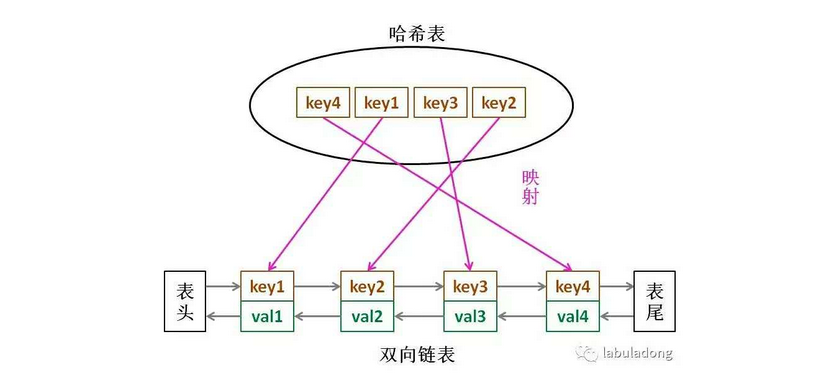 哈希表
key4 key1 key3 key2
映射
表头 key1 key2 key3 key4 表尾
val1 val2 val3 val4
双向链表
labuladong